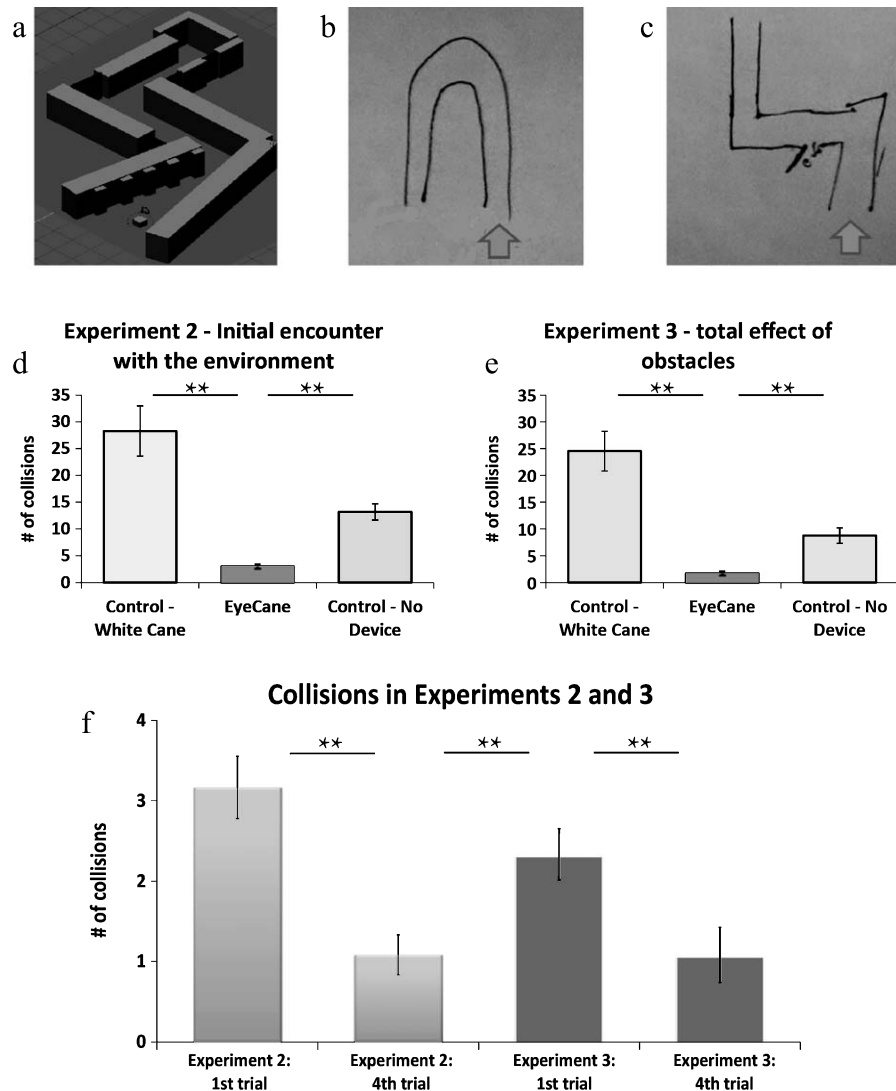 a
b
c
d
Experiment 2 - Initial encounter
with the environment
**
**
# of collisions
35
30
25
20
15
10
5
0
Control -
White Cane
EyeCane
Control - No
Device
e
Experiment 3 - total effect of
obstacles
**
**
# of collisions
35
30
25
20
15
10
5
0
Control -
White Cane
EyeCane
Control - No
Device
f
Collisions in Experiments 2 and 3
**
**
**
# of collisions
4
3
2
1
0
Experiment 2:
1st trial
Experiment 2:
4th trial
Experiment 3:
1st trial
Experiment 3:
4th trial